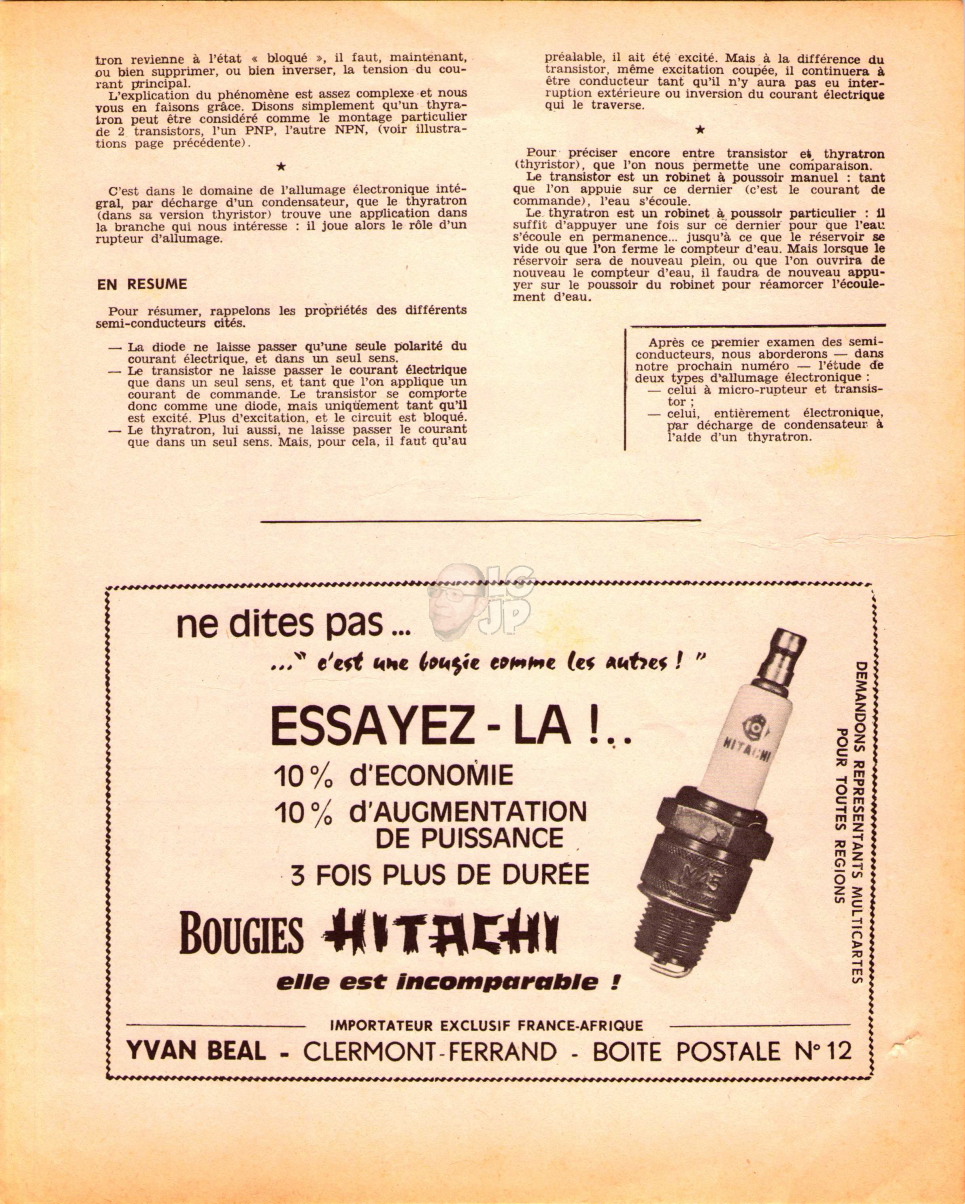 tron revienne à l'état « bloqué », il faut, maintenant,
ou bien supprimer, ou bien inverser, la tension du cou-
rant principal.
L'explication du phénomène est assez complexe et nous
vous en faisons grâce. Disons simplement qu'un thyra-
tron peut être considéré comme le montage particulier
de 2 transistors, l'un PNP, l'autre NPN, (voir illustra-
tions page précédente).
★
C'est dans le domaine de l'allumage électronique inté-
gral, par décharge d'un condensateur, que le thyratron
(dans sa version thyristor) trouve une application dans
la branche qui nous intéresse : il joue alors le rôle d'un
rupteur d'allumage.
EN RESUME
Pour résumer, rappelons les propriétés des différents
semi-conducteurs cités.
— La diode ne laisse passer qu'une seule polarité du
courant électrique, et dans un seul sens.
— Le transistor ne laisse passer le courant électrique
que dans un seul sens, et tant que l'on applique un
courant de commande. Le transistor se comporte
donc comme une diode, mais uniquement tant qu'il
est excité. Plus d'excitation, et le circuit est bloqué.
— Le thyratron, lui aussi, ne laisse passer le courant
que dans un seul sens. Mais, pour cela, il faut qu'au
préalable, il ait été excité. Mais à la différence du
transistor, même excitation coupée, il continuera à
être conducteur tant qu'il n'y aura pas eu inter-
ruption extérieure ou inversion du courant électrique
qui le traverse.
★
Pour préciser encore entre transistor et thyratron
(thyristor), que l'on nous permette une comparaison.
Le transistor est un robinet à poussoir manuel : tant
que l'on appuie sur ce dernier (c'est le courant de
commande), l'eau s'écoule.
Le thyratron est un robinet à poussoir particulier : il
suffit d'appuyer une fois sur ce dernier pour que l'eau
s'écoule en permanence... jusqu'à ce que le réservoir se
vide ou que l'on ferme le compteur d'eau. Mais lorsque le
réservoir sera de nouveau plein, ou que l'on ouvrira de
nouveau le compteur d'eau, il faudra de nouveau appu-
yer sur le poussoir du robinet pour réamorcer l'écoule-
ment d'eau.
Après ce premier examen des semi-
conducteurs, nous aborderons — dans
notre prochain numéro — l'étude de
deux types d'allumage électronique :
— celui à micro-rupteur et transis-
tor ;
— celui, entièrement électronique,
par décharge de condensateur à
l'aide d'un thyratron.
LG
JP
ne dites pas...
..." c'est une bougie comme les autres ! "
ESSAYEZ - LA !..
10 % d'ECONOMIE
10 % d'AUGMENTATION
DE PUISSANCE
3 FOIS PLUS DE DURÉE
BOUGIES HITACHI
elle est incomparable !
HITACHI
M45
DEMANDONS REPRESENTANTS MULTICARTES
POUR TOUTES REGIONS
IMPORTATEUR EXCLUSIF FRANCE-AFRIQUE
YVAN BEAL - CLERMONT-FERRAND - BOITE POSTALE N° 12